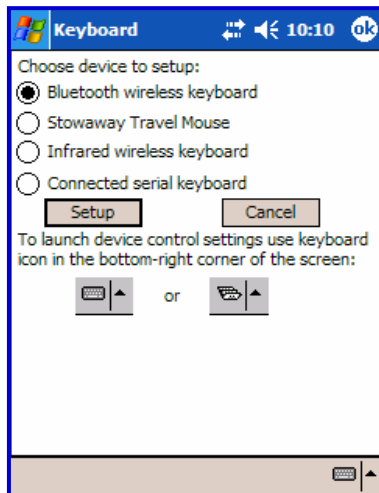 Keyboard 10:10 ok
Choose device to setup:
Bluetooth wireless keyboard
Stowaway Travel Mouse
Infrared wireless keyboard
Connected serial keyboard
Setup Cancel
To launch device control settings use keyboard
icon in the bottom-right corner of the screen:
or